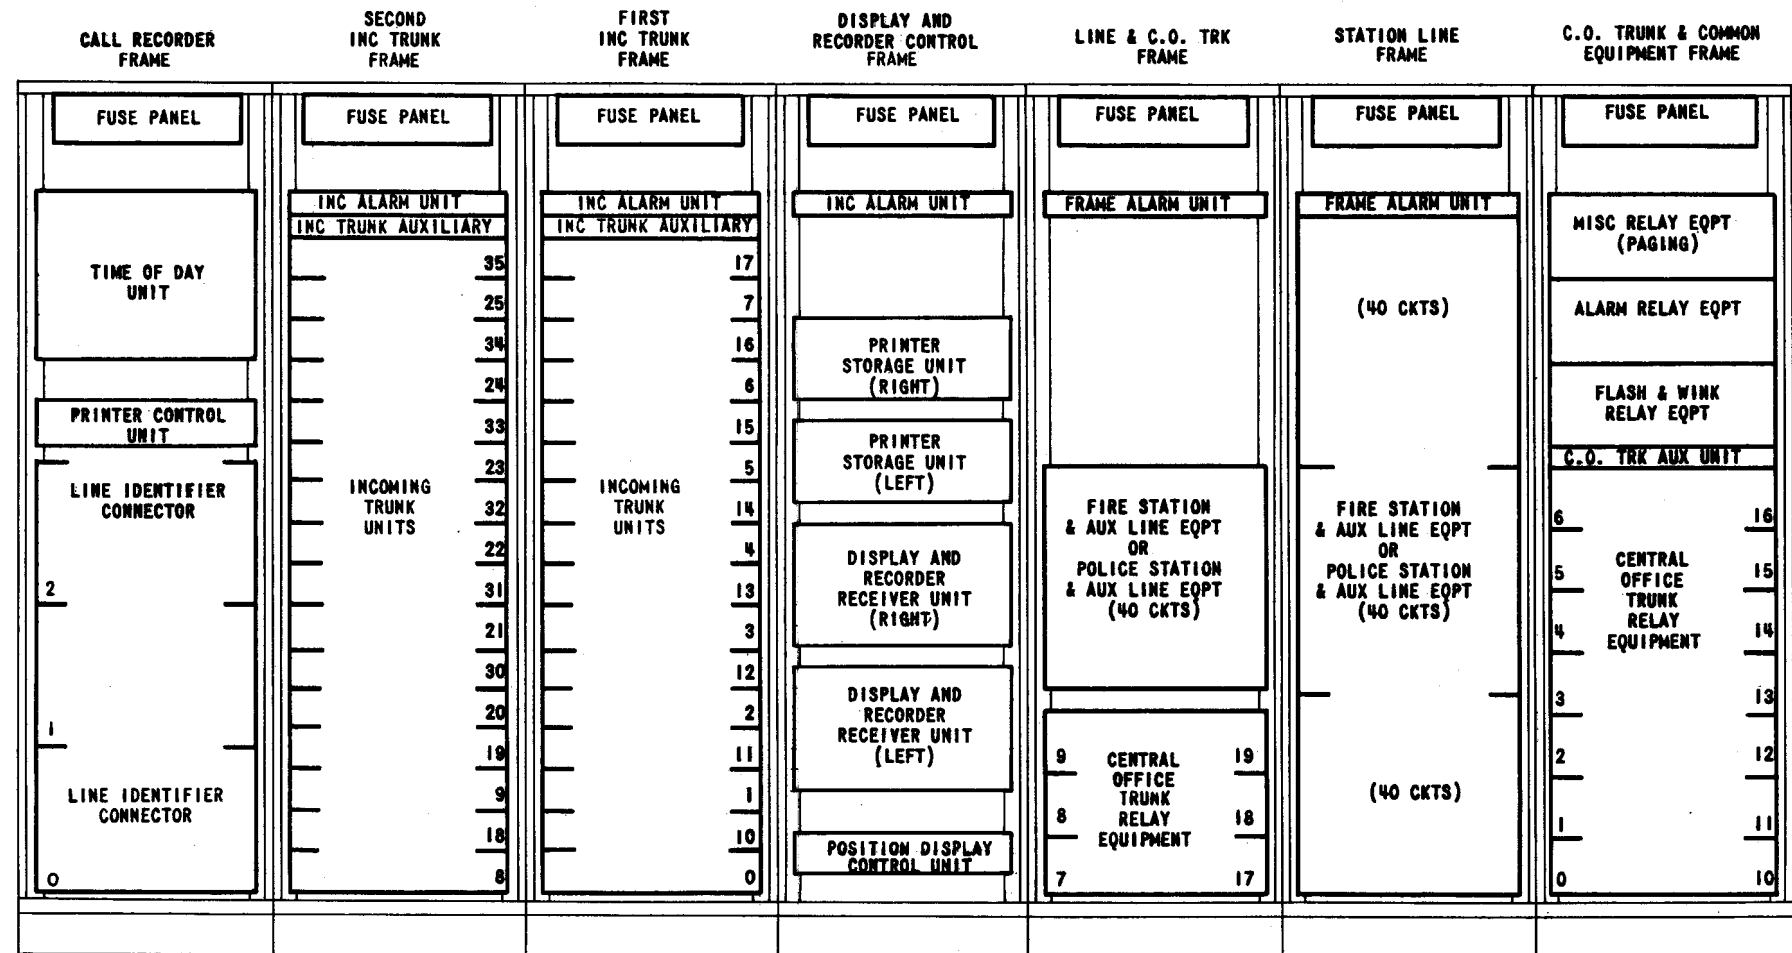 CALL RECORDER
FRAME
FUSE PANEL
TIME OF DAY
UNIT
PRINTER CONTROL
UNIT
LINE IDENTIFIER
CONNECTOR
2
1
LINE IDENTIFIER
CONNECTOR
0
SECOND
INC TRUNK
FRAME
FUSE PANEL
INC ALARM UNIT
INC TRUNK AUXILIARY
35
25
34
24
33
23
INCOMING
TRUNK
UNITS
32
22
31
21
30
20
19
9
18
8
FIRST
INC TRUNK
FRAME
FUSE PANEL
INC ALARM UNIT
INC TRUNK AUXILIARY
17
7
16
6
15
5
INCOMING
TRUNK
UNITS
14
4
13
3
12
2
11
1
10
0
DISPLAY AND
RECORDER CONTROL
FRAME
FUSE PANEL
INC ALARM UNIT
PRINTER
STORAGE UNIT
(RIGHT)
PRINTER
STORAGE UNIT
(LEFT)
DISPLAY AND
RECORDER
RECEIVER UNIT
(RIGHT)
DISPLAY AND
RECORDER
RECEIVER UNIT
(LEFT)
POSITION DISPLAY
CONTROL UNIT
LINE & C.O. TRK
FRAME
FUSE PANEL
FRAME ALARM UNIT
FIRE STATION
& AUX LINE EQPT
OR
POLICE STATION
& AUX LINE EQPT
(40 CKTS)
9 CENTRAL 19
OFFICE
TRUNK
8 RELAY 18
EQUIPMENT
7 17
STATION LINE
FRAME
FUSE PANEL
FRAME ALARM UNIT
(40 CKTS)
FIRE STATION
& AUX LINE EQPT
OR
POLICE STATION
& AUX LINE EQPT
(40 CKTS)
(40 CKTS)
C.O. TRUNK & COMMON
EQUIPMENT FRAME
FUSE PANEL
MISC RELAY EQPT
(PAGING)
ALARM RELAY EQPT
FLASH & WINK
RELAY EQPT
C.O. TRK AUX UNIT
6 16
CENTRAL
5 OFFICE 15
TRUNK
RELAY
4 EQUIPMENT 14
3 13
2 12
1 11
0 10